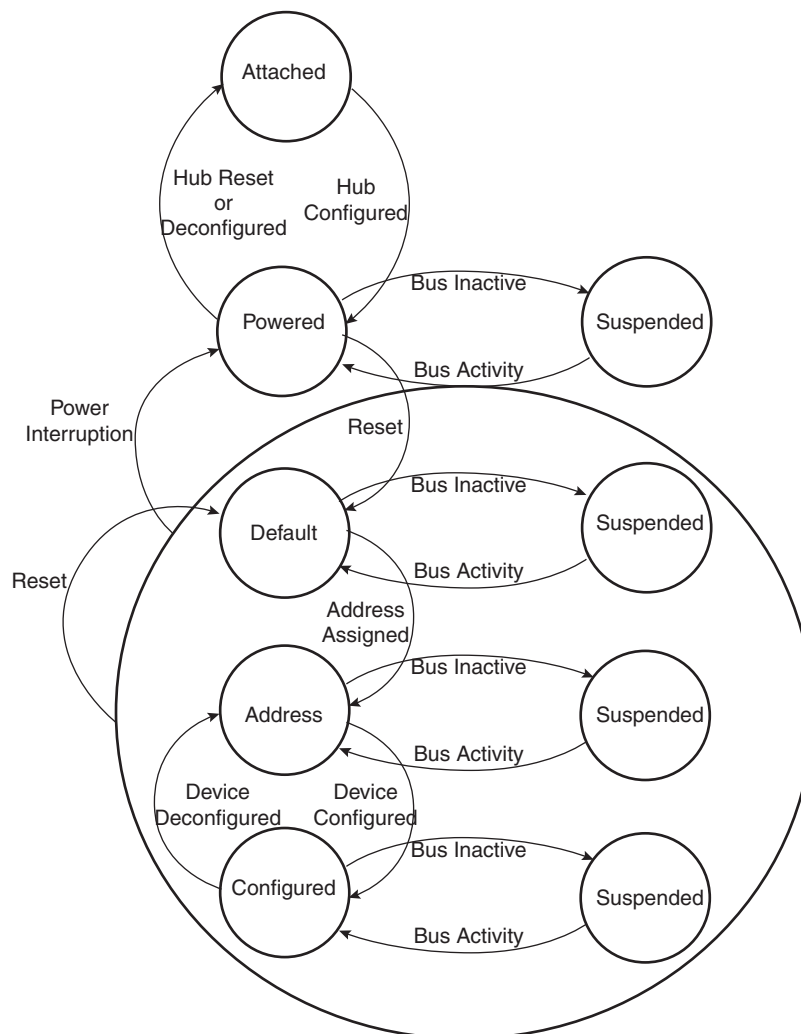 Attached
Hub Reset
or
Deconfigured
Hub
Configured
Bus Inactive
Powered
Suspended
Bus Activity
Power
Interruption
Reset
Bus Inactive
Default
Suspended
Bus Activity
Reset
Address
Assigned
Bus Inactive
Address
Suspended
Bus Activity
Device
Deconfigured
Device
Configured
Bus Inactive
Configured
Suspended
Bus Activity